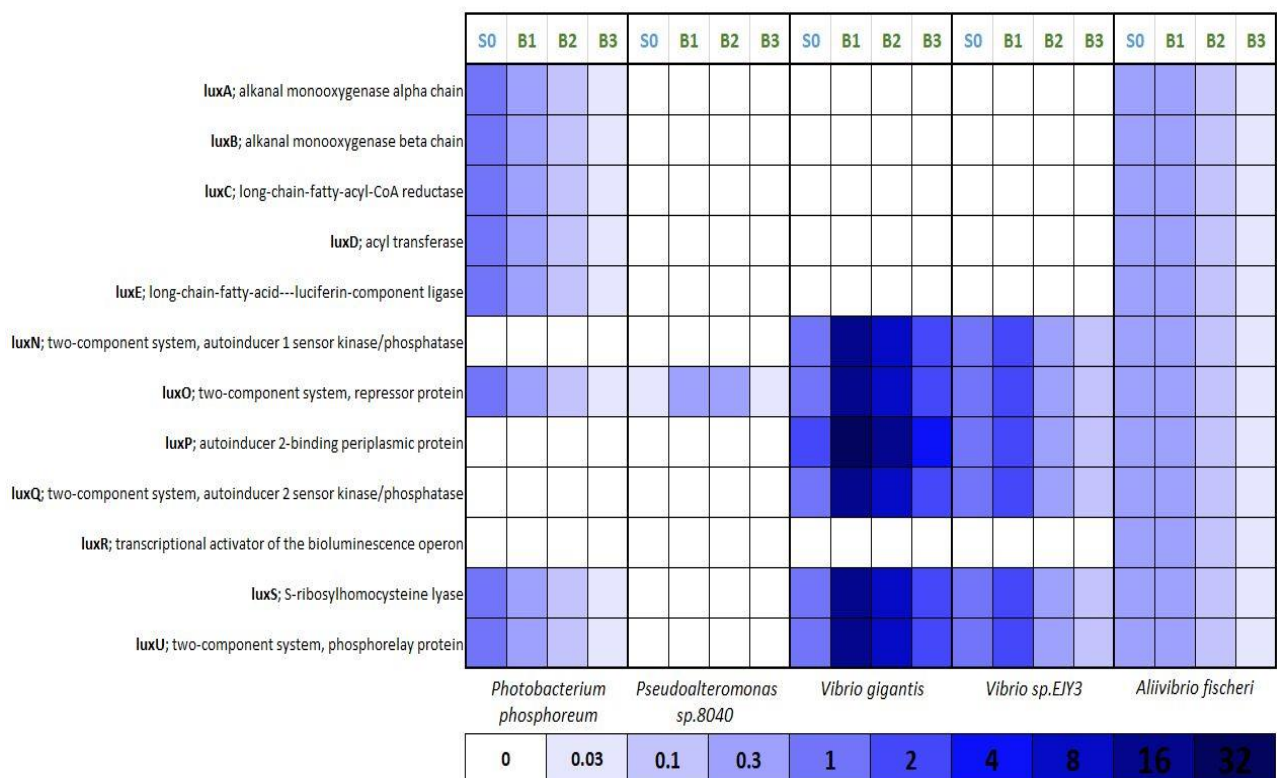 S0 B1 B2 B3 S0 B1 B2 B3 S0 B1 B2 B3 S0 B1 B2 B3 S0 B1 B2 B3
luxA; alkanal monooxygenase alpha chain
luxB; alkanal monooxygenase beta chain
luxC; long-chain-fatty-acyl-CoA reductase
luxD; acyl transferase
luxE; long-chain-fatty-acid---luciferin-component ligase
luxN; two-component system, autoinducer 1 sensor kinase/phosphatase
luxO; two-component system, repressor protein
luxP; autoinducer 2-binding periplasmic protein
luxQ; two-component system, autoinducer 2 sensor kinase/phosphatase
luxR; transcriptional activator of the bioluminescence operon
luxS; S-ribosylhomocysteine lyase
luxU; two-component system, phosphorelay protein
Photobacterium
phosphoreum
Pseudoalteromonas
sp.8040
Vibrio gigantis
Vibrio sp.EJY3
Aliivibrio fischeri
0 0.03 0.1 0.3 1 2 4 8 16 32